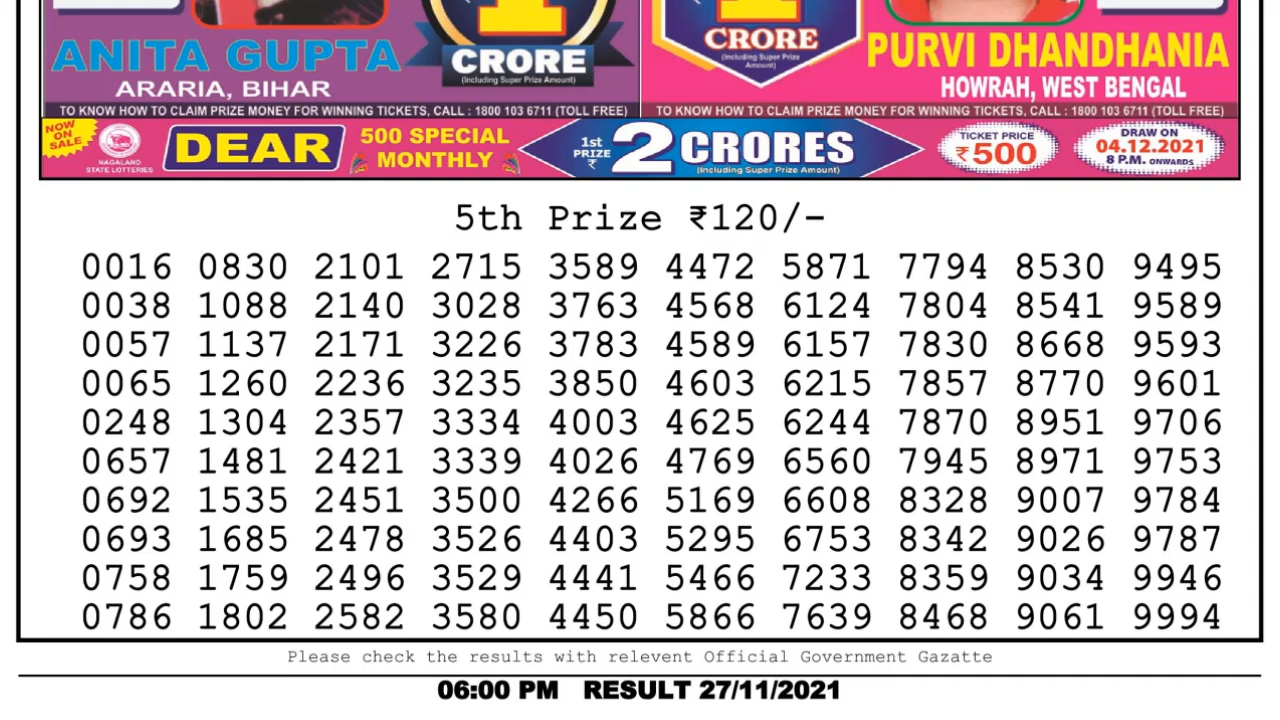 ANITA GUPTA
ARARIA, BIHAR
CRORE
(Including Super Prize Amount)
CRORE
(Including Super Prize
Amount)
PURVI DHANDHANIA
HOWRAH, WEST BENGAL
TO KNOW HOW TO CLAIM PRIZE MONEY FOR WINNING TICKETS, CALL : 1800 103 6711 (TOLL FREE)
TO KNOW HOW TO CLAIM PRIZE MONEY FOR WINNING TICKETS, CALL : 1800 103 6711 (TOLL FREE)
NOW
ON
SALE
NAGALAND
STATE LOTTERIES
DEAR
500 SPECIAL
MONTHLY
1st
PRIZE
₹
2 CRORES
(Including Super Prize Amount)
TICKET PRICE
₹500
DRAW ON
04.12.2021
8 P.M. ONWARDS
5th Prize ₹120/-
0016 0830 2101 2715 3589 4472 5871 7794 8530 9495
0038 1088 2140 3028 3763 4568 6124 7804 8541 9589
0057 1137 2171 3226 3783 4589 6157 7830 8668 9593
0065 1260 2236 3235 3850 4603 6215 7857 8770 9601
0248 1304 2357 3334 4003 4625 6244 7870 8951 9706
0657 1481 2421 3339 4026 4769 6560 7945 8971 9753
0692 1535 2451 3500 4266 5169 6608 8328 9007 9784
0693 1685 2478 3526 4403 5295 6753 8342 9026 9787
0758 1759 2496 3529 4441 5466 7233 8359 9034 9946
0786 1802 2582 3580 4450 5866 7639 8468 9061 9994
Please check the results with relevent Official Government Gazatte
06:00 PM RESULT 27/11/2021